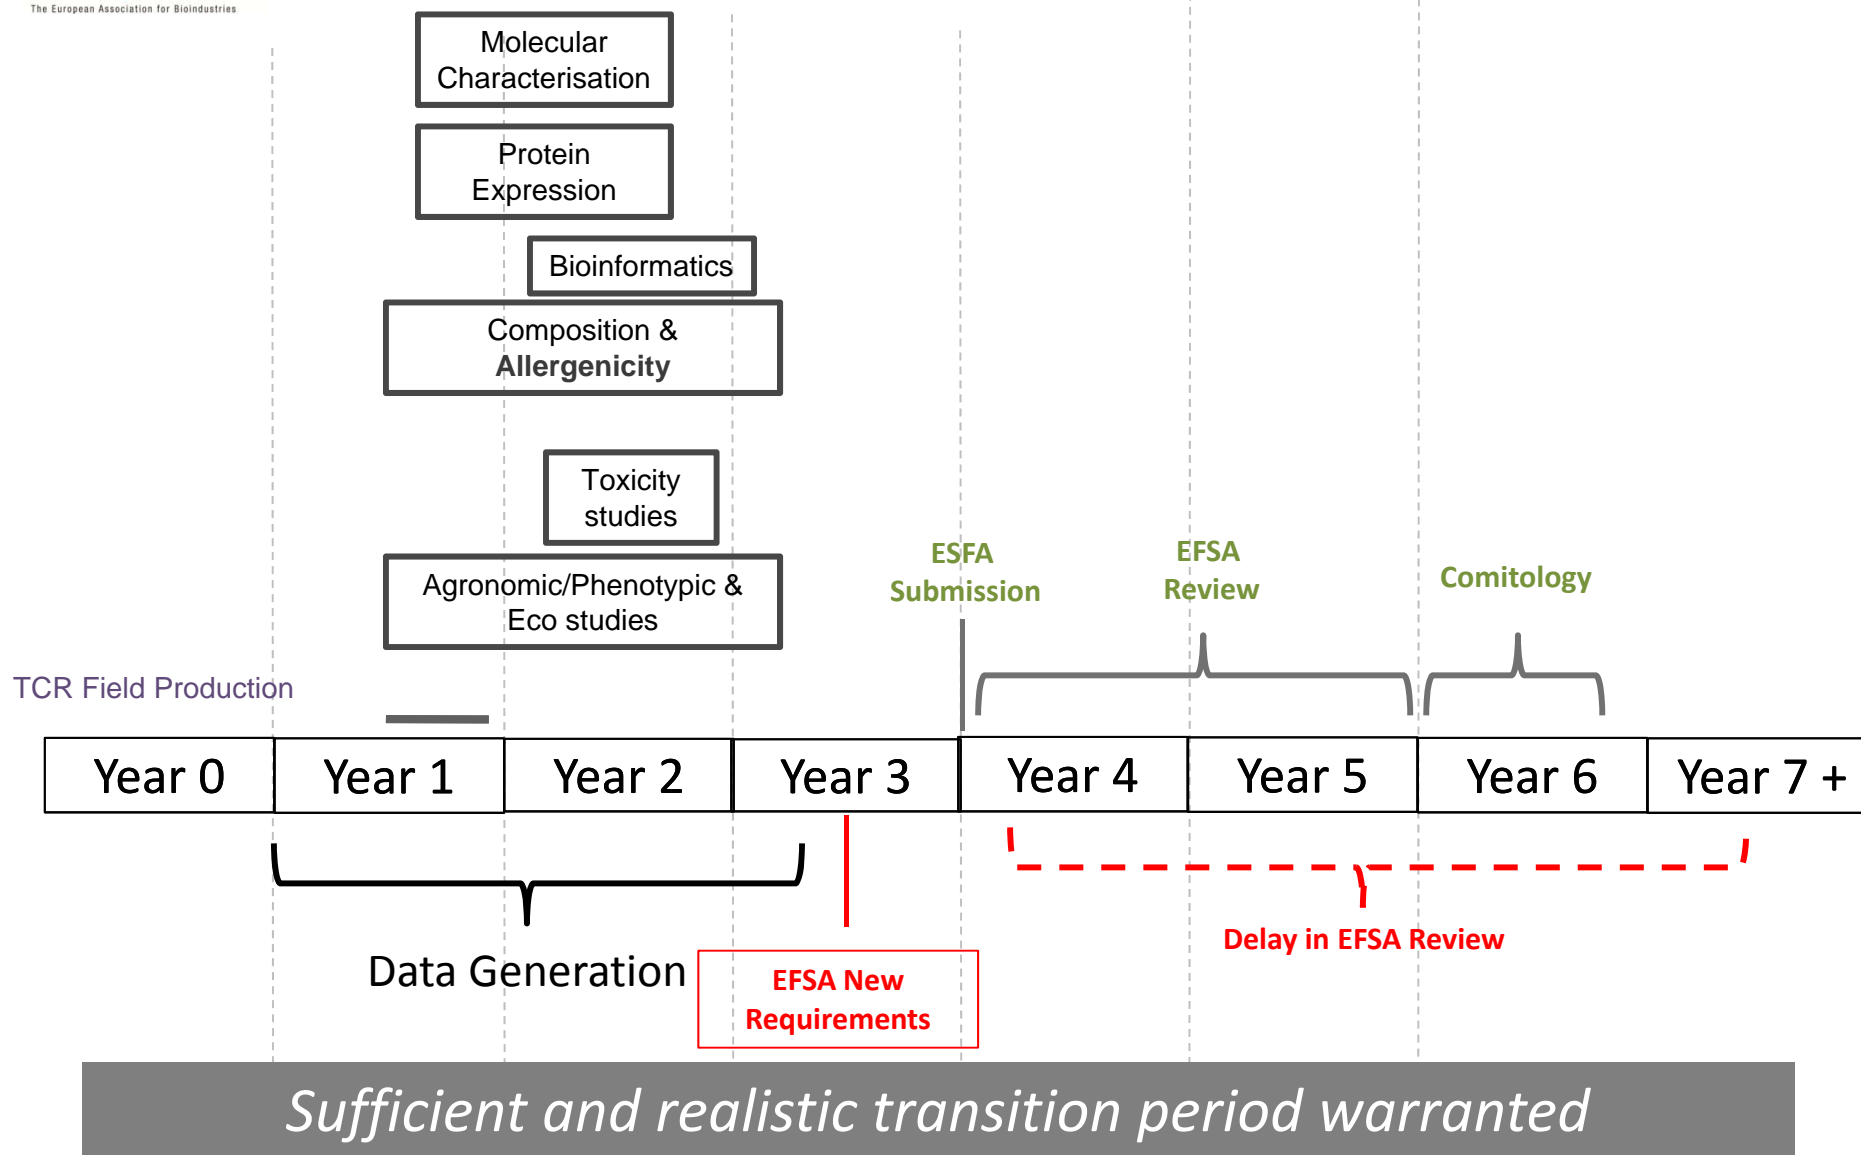 The European Association for Bioindustries
Molecular
Characterisation
Protein
Expression
Bioinformatics
Composition &
Allergenicity
Toxicity
studies
Agronomic/Phenotypic &
Eco studies
ESFA
Submission
EFSA
Review
Comitology
TCR Field Production
Year 0
Year 1
Year 2
Year 3
Year 4
Year 5
Year 6
Year 7 +
Data Generation
EFSA New
Requirements
Delay in EFSA Review
Sufficient and realistic transition period warranted